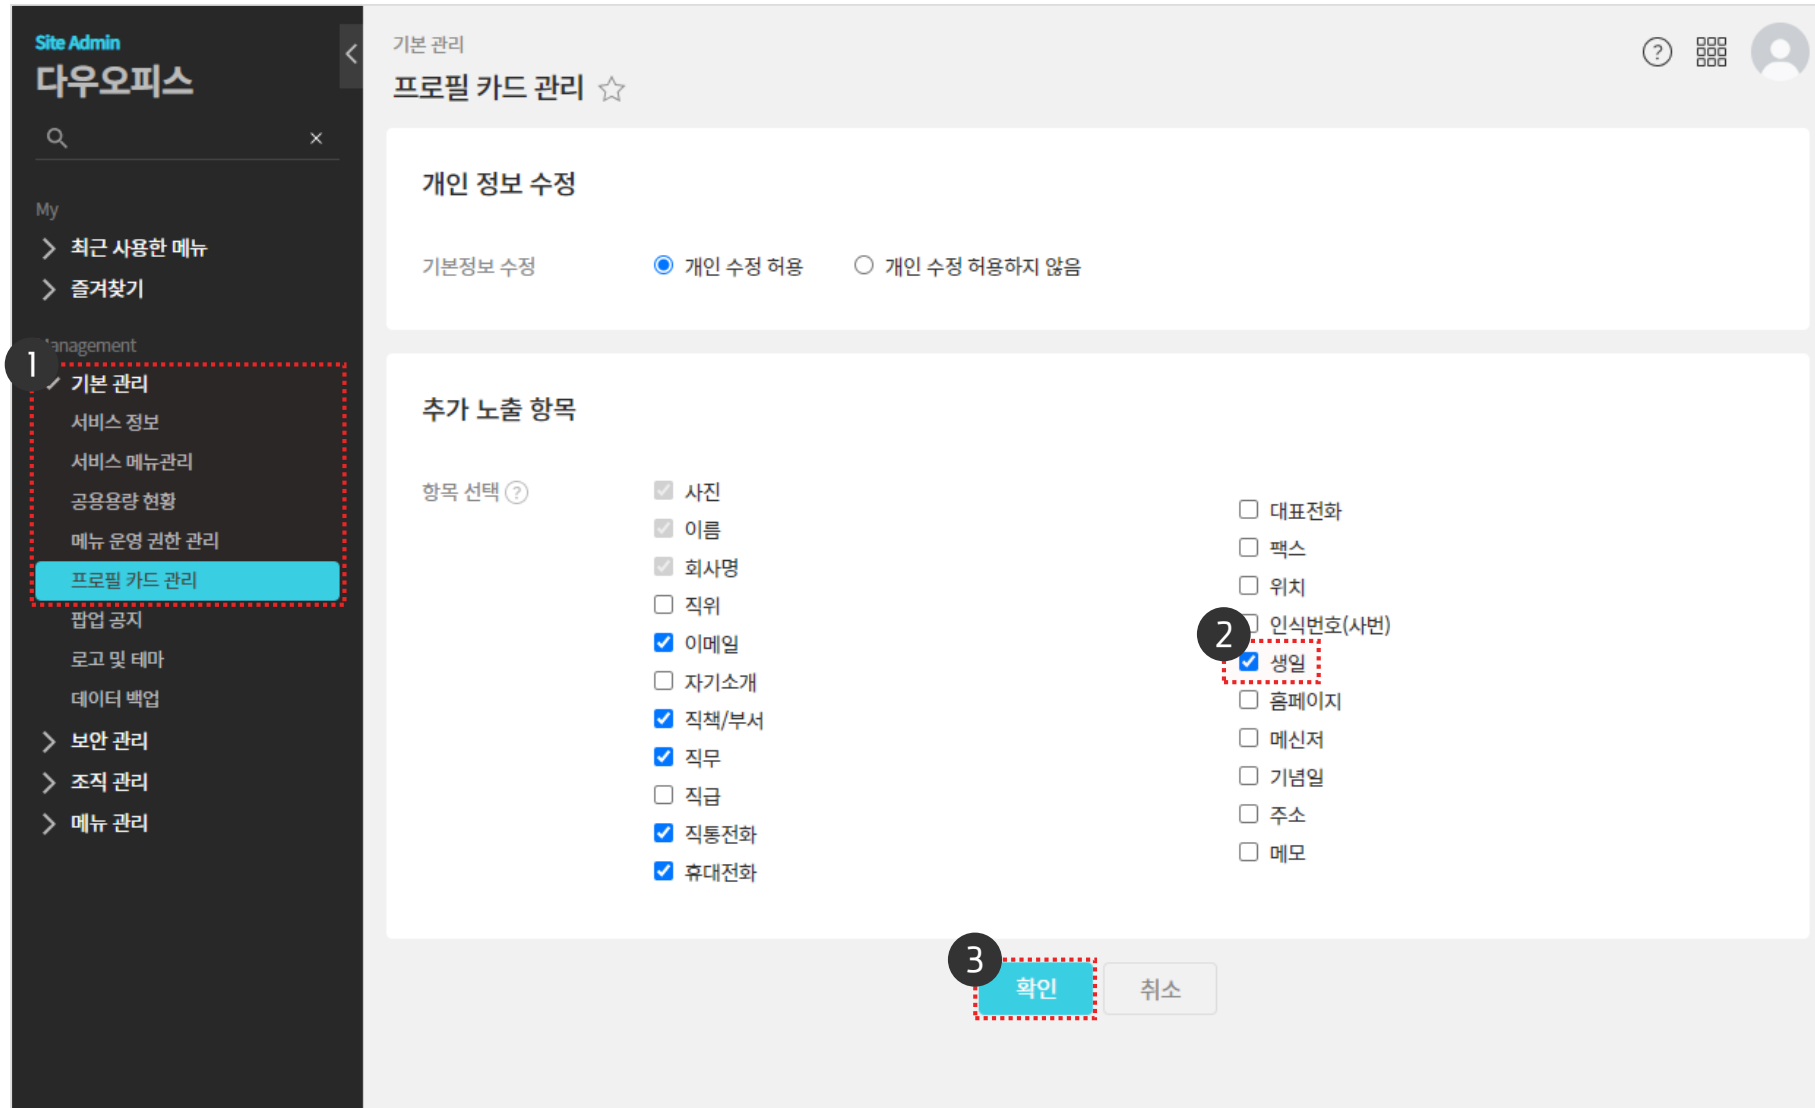 Site Admin
다우오피스
My
최근 사용한 메뉴
즐겨찾기
anagement
1
기본 관리
서비스 정보
서비스 메뉴관리
공용용량 현황
메뉴 운영 권한 관리
프로필 카드 관리
팝업 공지
로고 및 테마
데이터 백업
보안 관리
조직 관리
메뉴 관리
기본 관리
프로필 카드 관리
?
개인 정보 수정
기본정보 수정
개인 수정 허용
개인 수정 허용하지 않음
추가 노출 항목
항목 선택 ?
사진
이름
회사명
직위
이메일
자기소개
직책/부서
직무
직급
직통전화
휴대전화
대표전화
팩스
위치
인식번호(사번)
2
생일
홈페이지
메신저
기념일
주소
메모
3
확인
취소